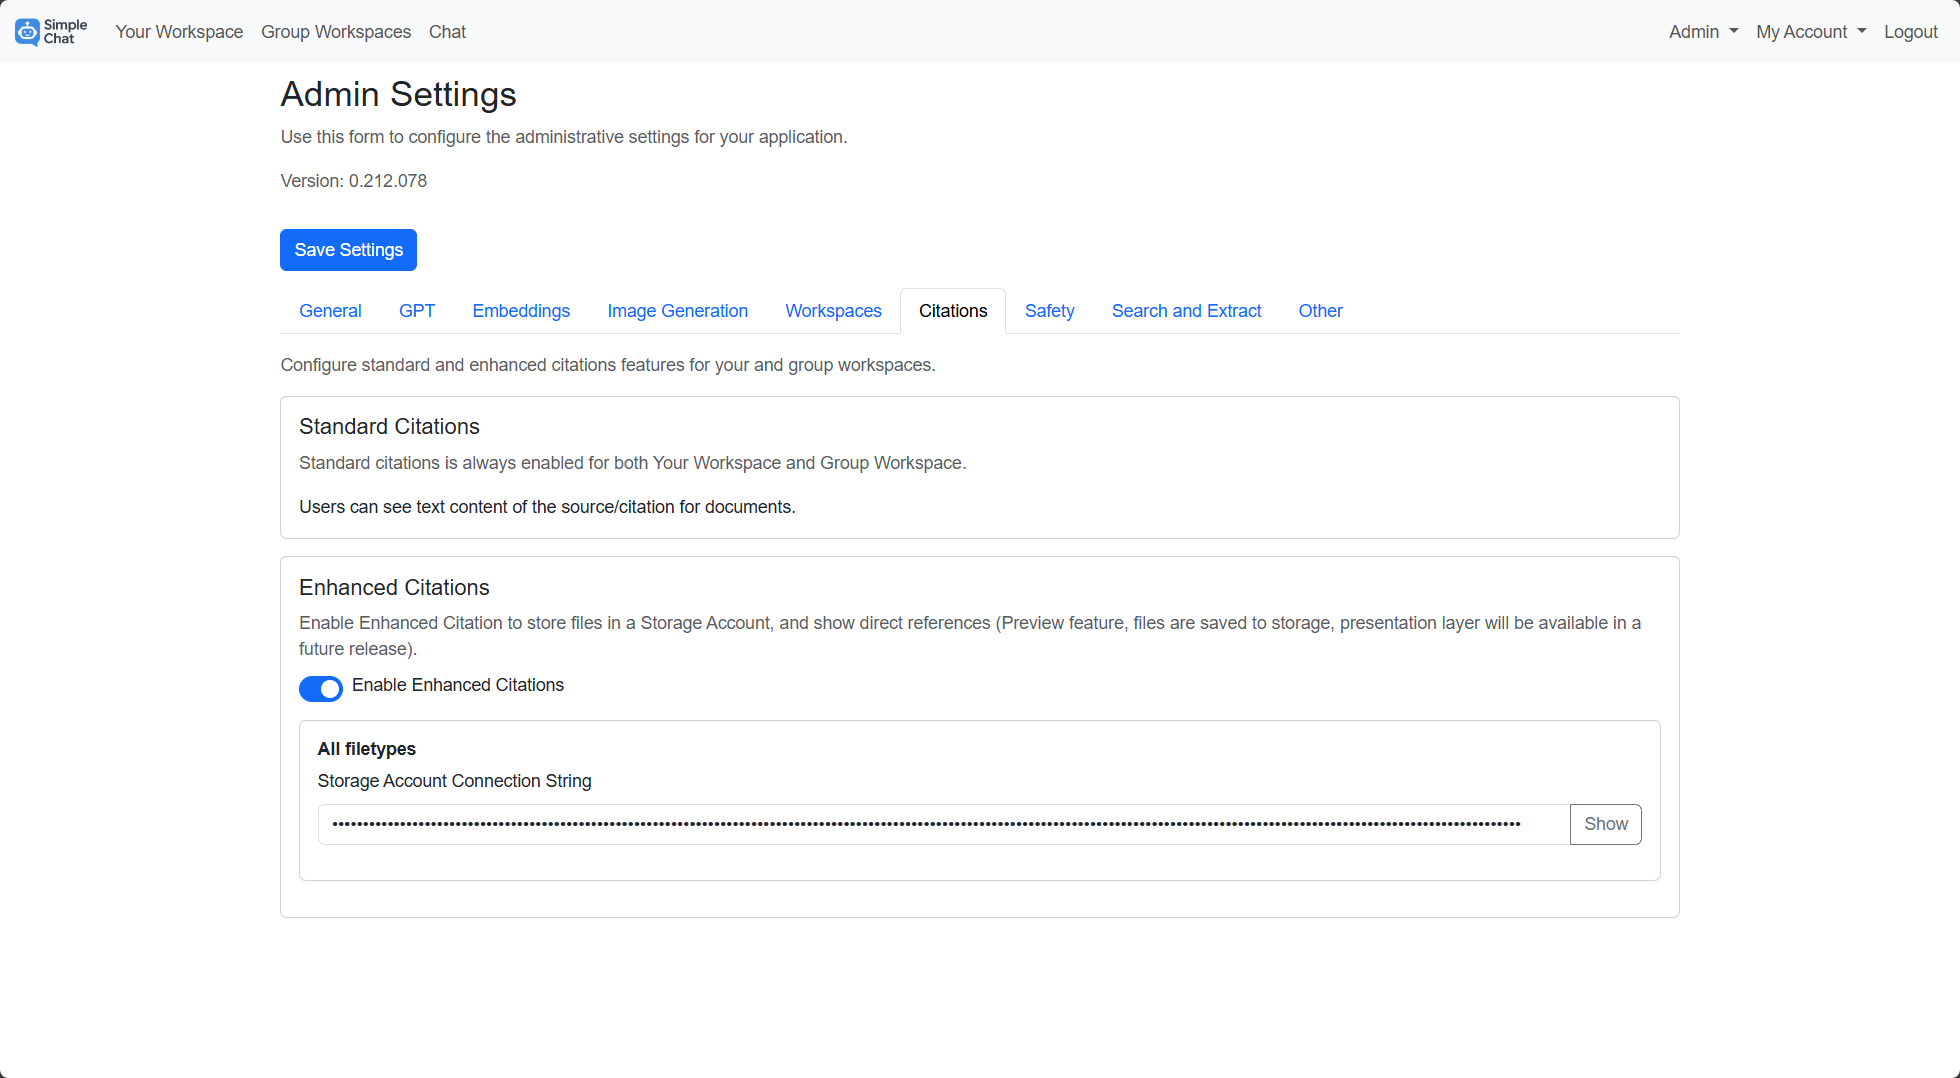 Simple Chat
Your Workspace
Group Workspaces
Chat
Admin
My Account
Logout
Admin Settings
Use this form to configure the administrative settings for your application.
Version: 0.212.078
Save Settings
General
GPT
Embeddings
Image Generation
Workspaces
Citations
Safety
Search and Extract
Other
Configure standard and enhanced citations features for your and group workspaces.
Standard Citations
Standard citations is always enabled for both Your Workspace and Group Workspace.
Users can see text content of the source/citation for documents.
Enhanced Citations
Enable Enhanced Citation to store files in a Storage Account, and show direct references (Preview feature, files are saved to storage, presentation layer will be available in a
future release).
Enable Enhanced Citations
All filetypes
Storage Account Connection String
Show